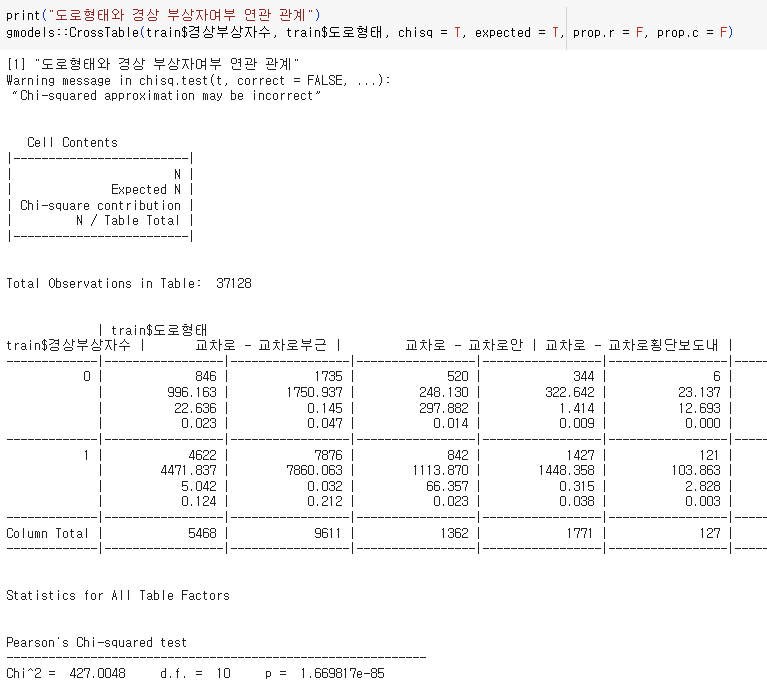 print("도로형태와 경상 부상자여부 연관 관계")
gmodels::CrossTable(train$경상부상자수, train$도로형태, chisq = T, expected = T, prop.r = F, prop.c = F)
[1] "도로형태와 경상 부상자여부 연관 관계"
Warning message in chisq.test(t, correct = FALSE, ...):
“Chi-squared approximation may be incorrect”
Cell Contents
|-------------------------|
| N |
| Expected N |
| Chi-square contribution |
| N / Table Total |
|-------------------------|
Total Observations in Table: 37128
| train$도로형태
train$경상부상자수 | 교차로 - 교차로부근 | 교차로 - 교차로안 | 교차로 - 교차로횡단보도내 |
-------------|-----------------|-----------------|-----------------|-----------------|-----------------|-----
0 | 846 | 1735 | 520 | 344 | 6 |
| 996.163 | 1750.937 | 248.130 | 322.642 | 23.137 |
| 22.636 | 0.145 | 297.882 | 1.414 | 12.693 |
| 0.023 | 0.047 | 0.014 | 0.009 | 0.000 |
-------------|-----------------|-----------------|-----------------|-----------------|-----------------|-----
1 | 4622 | 7876 | 842 | 1427 | 121 |
| 4471.837 | 7860.063 | 1113.870 | 1448.358 | 103.863 |
| 5.042 | 0.032 | 66.357 | 0.315 | 2.828 |
| 0.124 | 0.212 | 0.023 | 0.038 | 0.003 |
-------------|-----------------|-----------------|-----------------|-----------------|-----------------|-----
Column Total | 5468 | 9611 | 1362 | 1771 | 127 |
-------------|-----------------|-----------------|-----------------|-----------------|-----------------|-----
Statistics for All Table Factors
Pearson's Chi-squared test
------------------------------------------------------------
Chi^2 = 427.0048 d.f. = 10 p = 1.669817e-85